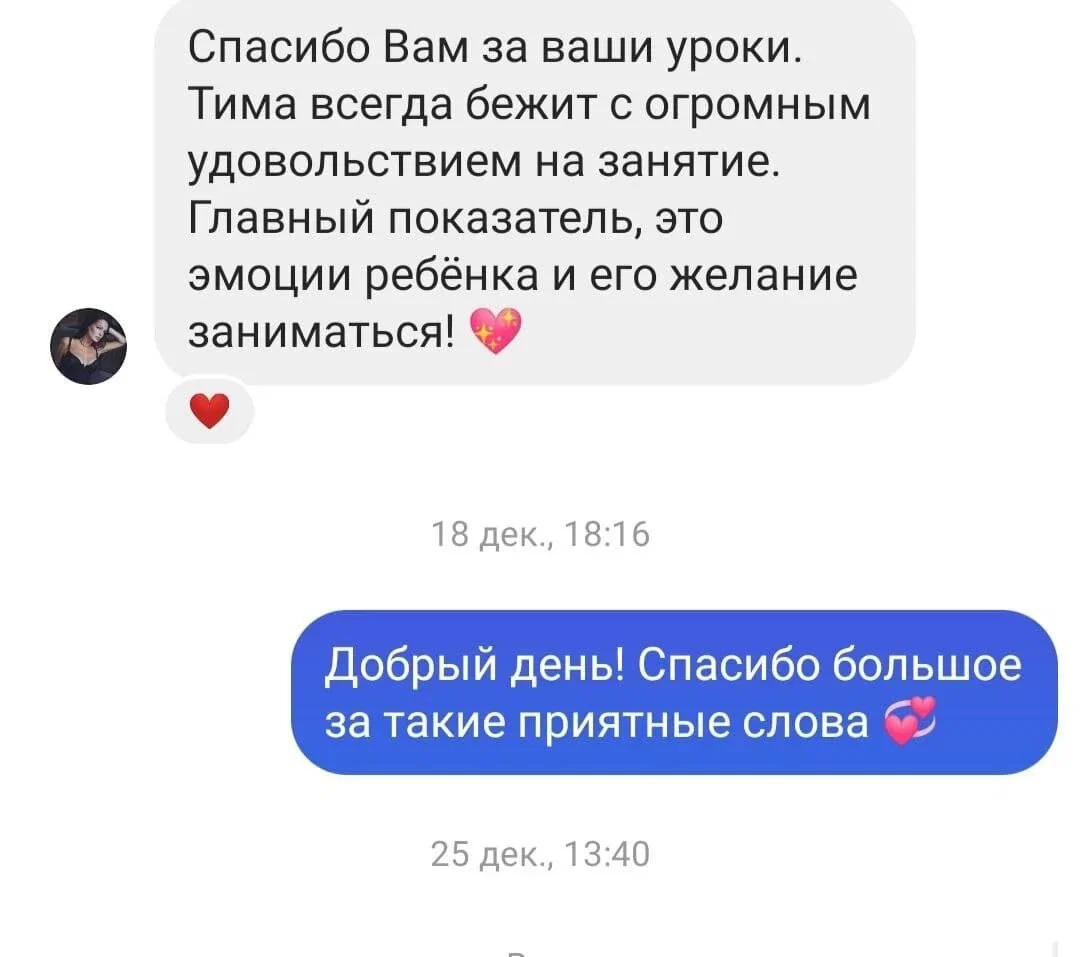 Спасибо Вам за ваши уроки.
Тима всегда бежит с огромным
удовольствием на занятие.
Главный показатель, это
эмоции ребёнка и его желание
заниматься! 💖
❤️
18 дек., 18:16
Добрый день! Спасибо большое
за такие приятные слова 💞
25 дек., 13:40